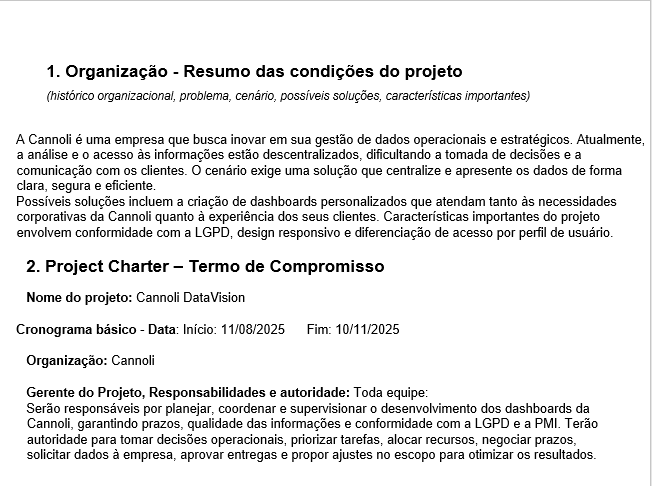 1. Organização - Resumo das condições do projeto
(histórico organizacional, problema, cenário, possíveis soluções, características importantes)
A Cannoli é uma empresa que busca inovar em sua gestão de dados operacionais e estratégicos. Atualmente,
a análise e o acesso às informações estão descentralizados, dificultando a tomada de decisões e a
comunicação com os clientes. O cenário exige uma solução que centralize e apresente os dados de forma
clara, segura e eficiente.
Possíveis soluções incluem a criação de dashboards personalizados que atendam tanto às necessidades
corporativas da Cannoli quanto à experiência dos seus clientes. Características importantes do projeto
envolvem conformidade com a LGPD, design responsivo e diferenciação de acesso por perfil de usuário.
2. Project Charter – Termo de Compromisso
Nome do projeto: Cannoli DataVision
Cronograma básico - Data: Início: 11/08/2025 Fim: 10/11/2025
Organização: Cannoli
Gerente do Projeto, Responsabilidades e autoridade: Toda equipe:
Serão responsáveis por planejar, coordenar e supervisionar o desenvolvimento dos dashboards da
Cannoli, garantindo prazos, qualidade das informações e conformidade com a LGPD e a PMI. Terão
autoridade para tomar decisões operacionais, priorizar tarefas, alocar recursos, negociar prazos,
solicitar dados à empresa, aprovar entregas e propor ajustes no escopo para otimizar os resultados.